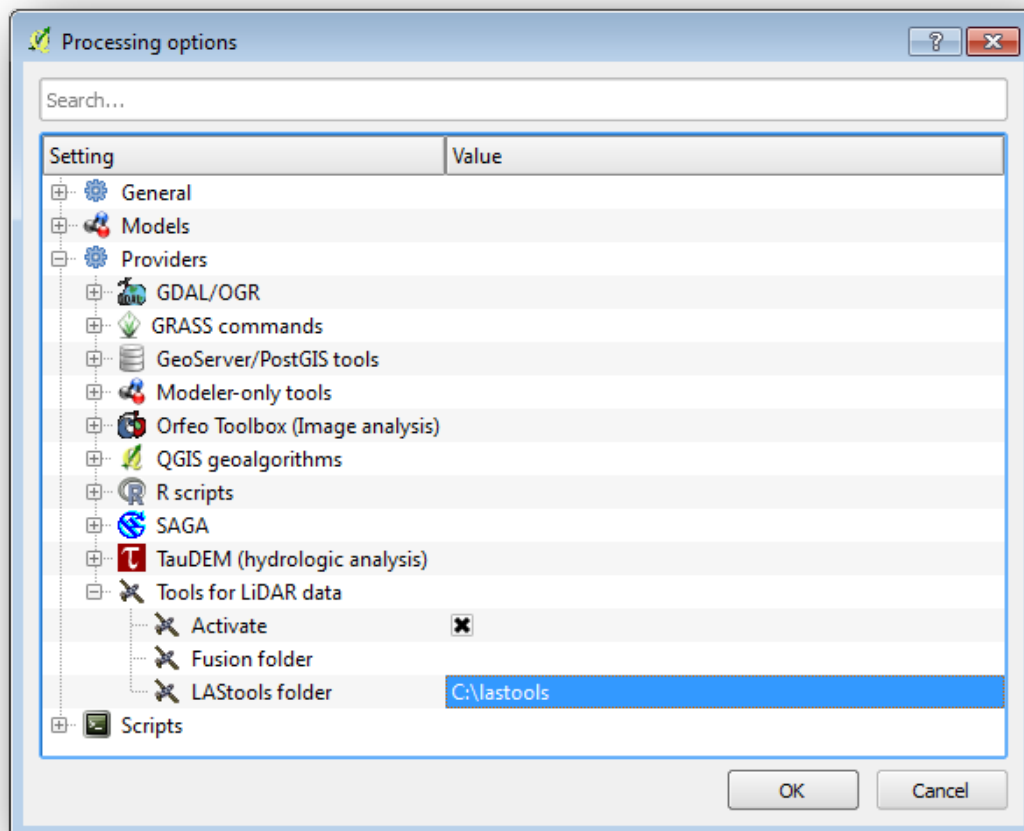 Processing options
Search...
Setting Value
General
Models
Providers
GDAL/OGR
GRASS commands
GeoServer/PostGIS tools
Modeler-only tools
Orfeo Toolbox (Image analysis)
QGIS geoalgorithms
R scripts
SAGA
TauDEM (hydrologic analysis)
Tools for LiDAR data
Activate
Fusion folder
LAStools folder C:\lastools
Scripts
OK Cancel